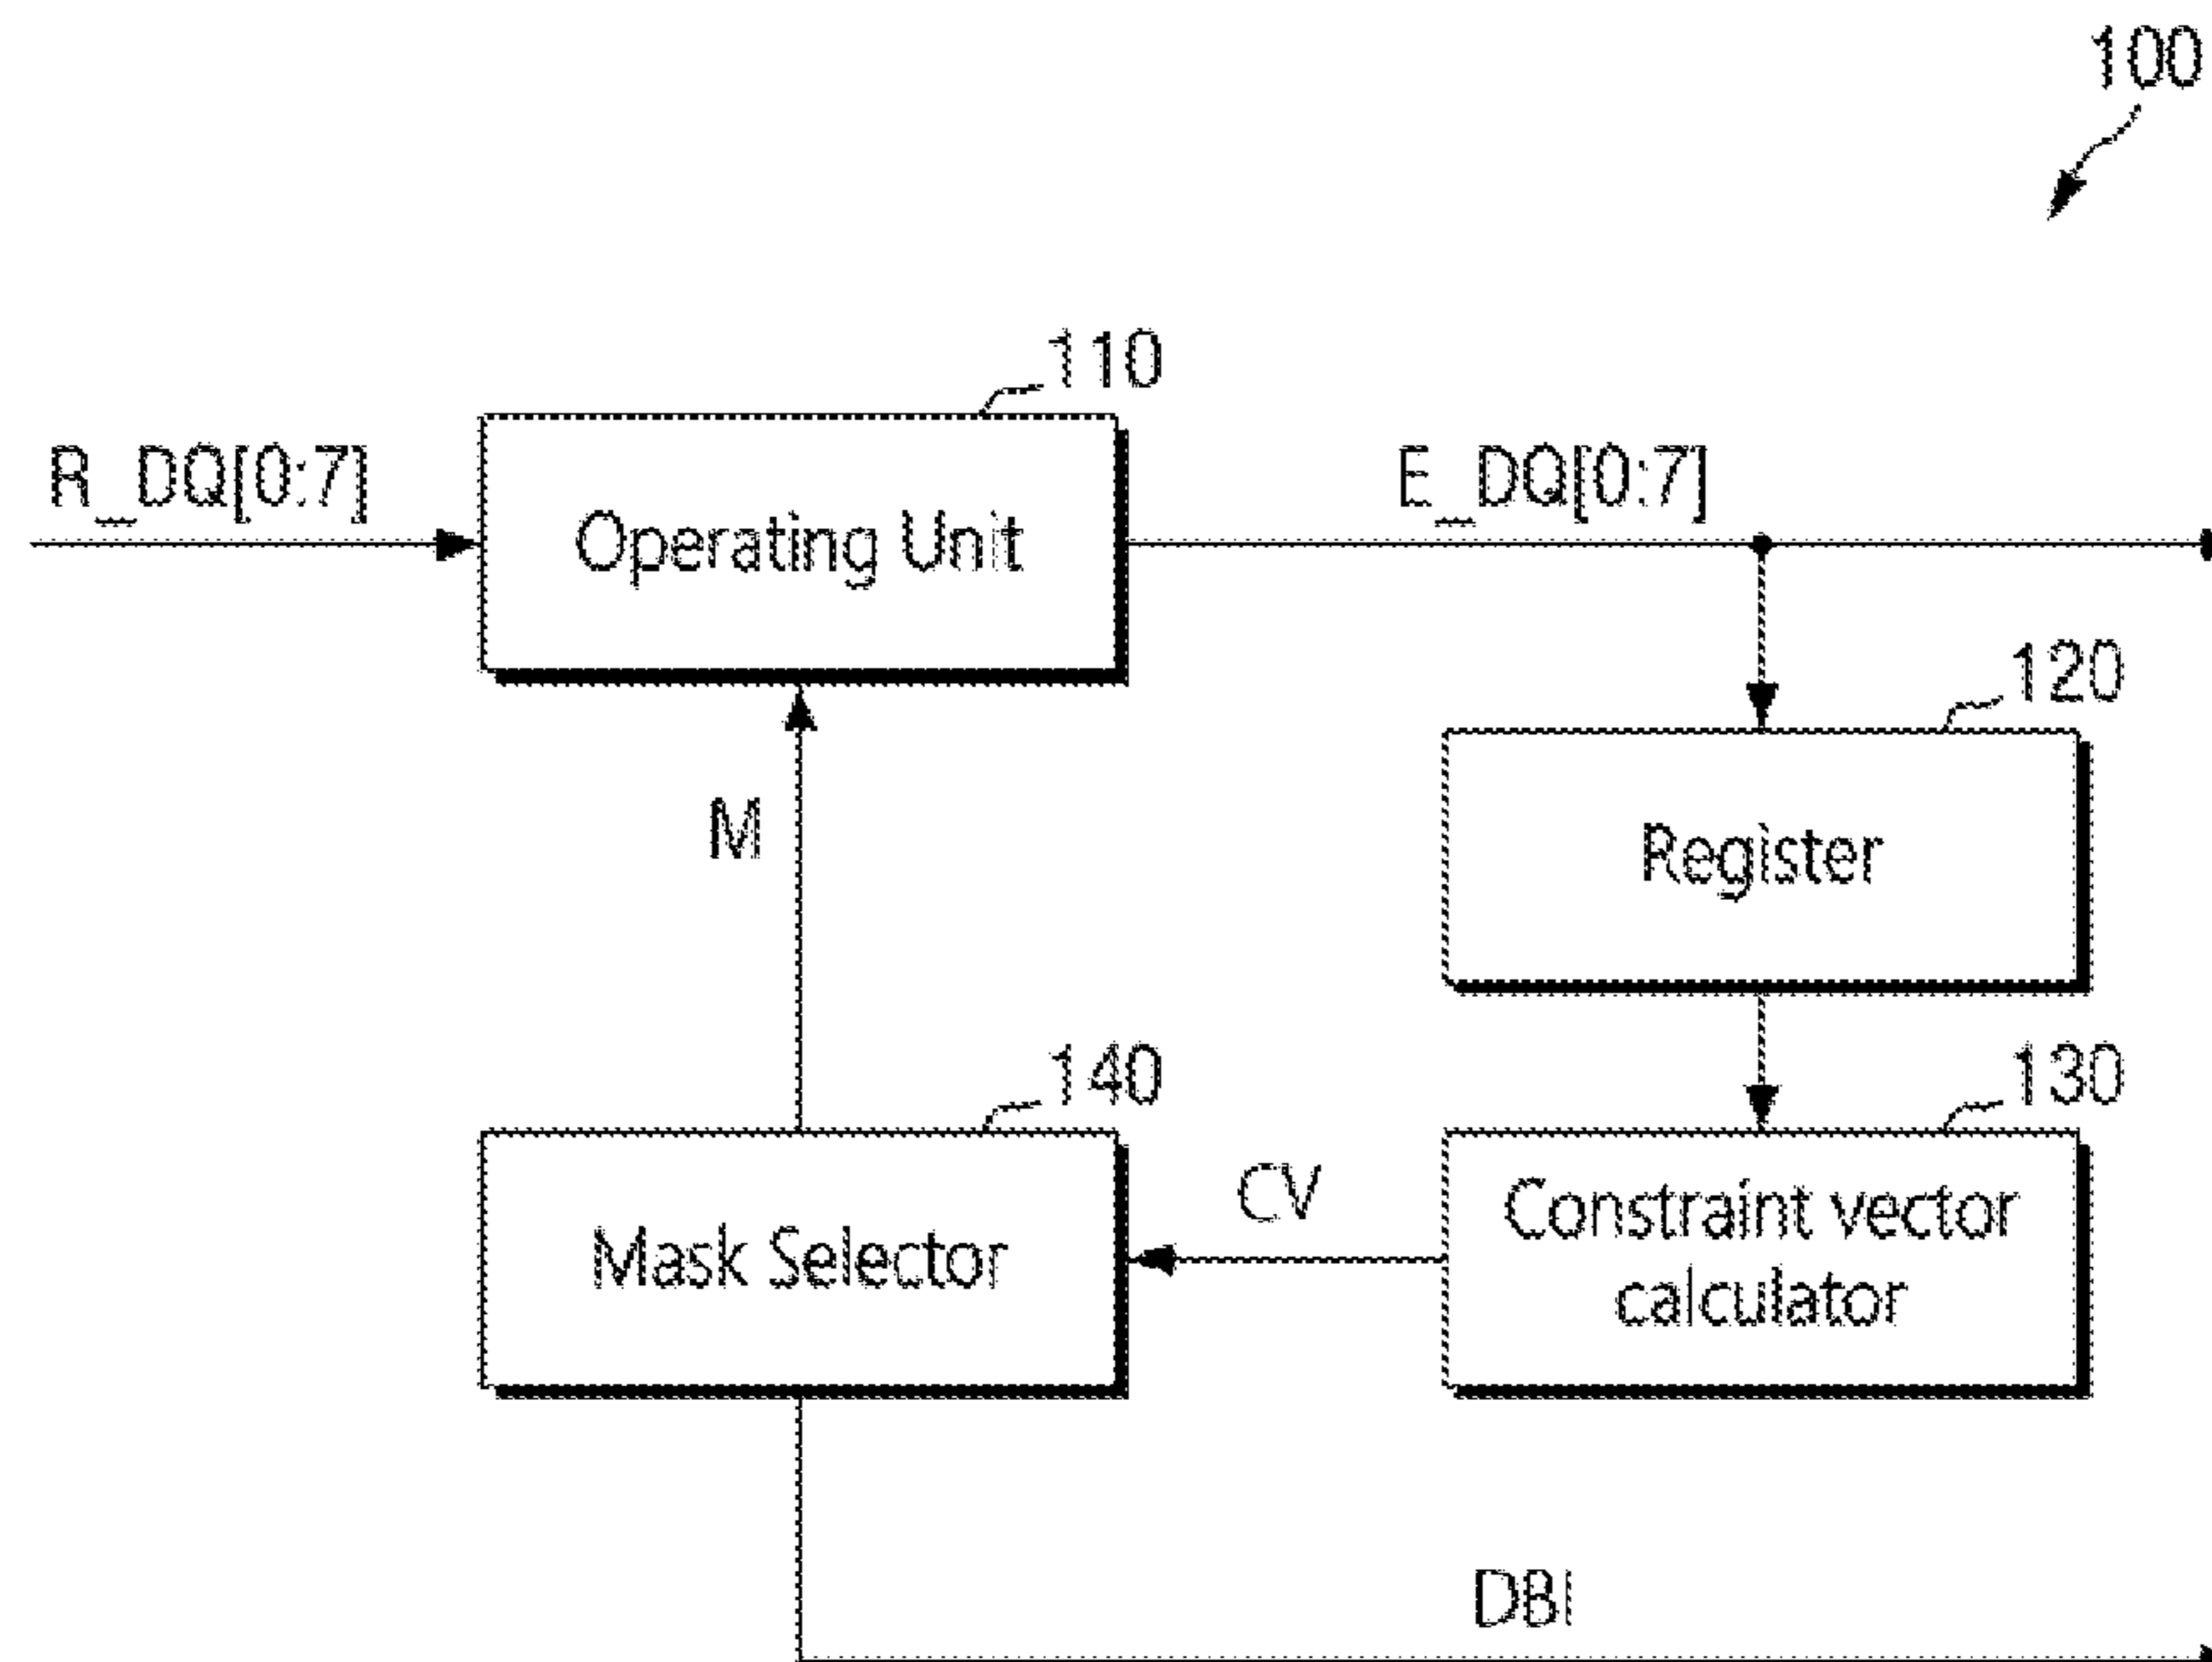 100
110
R_DQ[0:7]
Operating Unit
E_DQ[0:7]
120
M
Register
140
130
Mask Selector
CV
Constraint vector
calculator
DBI